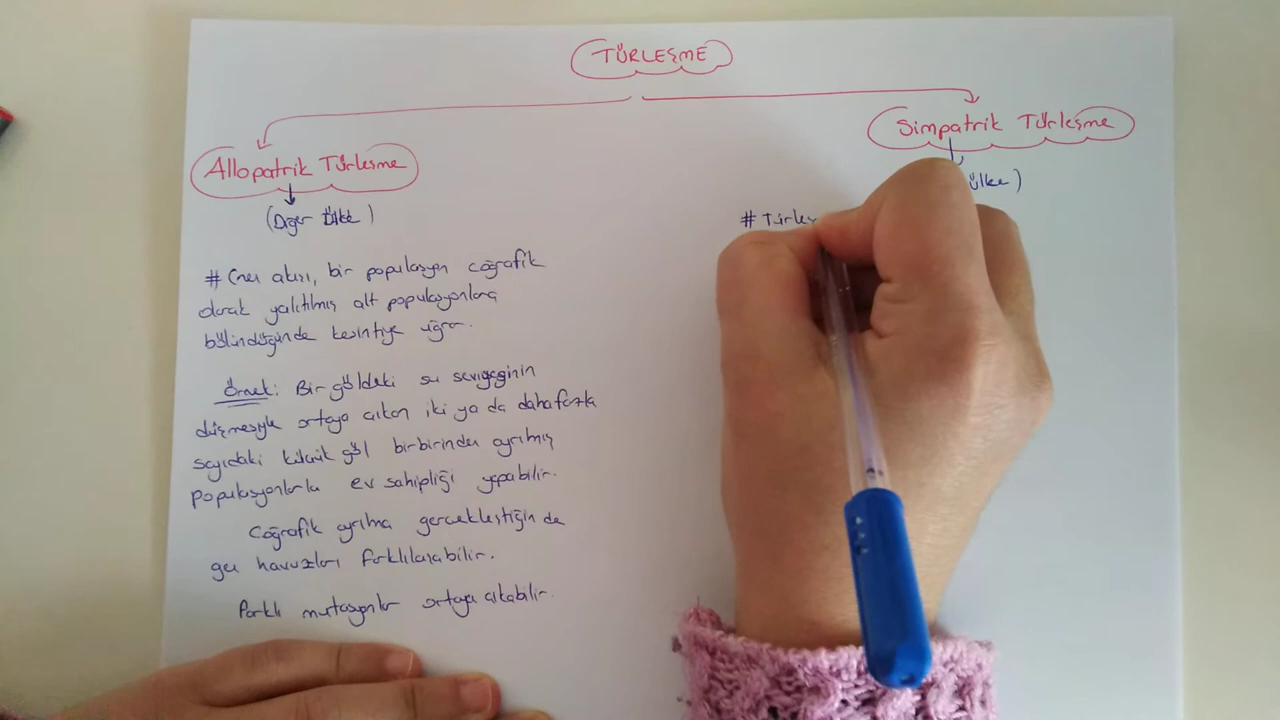 TÜRLEŞME
Allopatrik Türleşme
(Diğer ülke)
# Gen akışı, bir populasyon coğrafik
olarak yalıtılmış alt populasyonlara
bölündüğünde kesintiye uğrar.
Örnek: Bir göldeki su seviyesinin
düşmesiyle ortaya çıkan iki ya da daha fazla
sayıdaki küçük göl birbirinden ayrılmış
populasyonlarla ev sahipliği yapabilir.
Coğrafik ayrılma gerçekleştiğinde
gen havuzları farklılaşabilir.
Farklı mutasyonlar ortaya çıkabilir.
Simpatrik Türleşme
ülke)
# Türleş